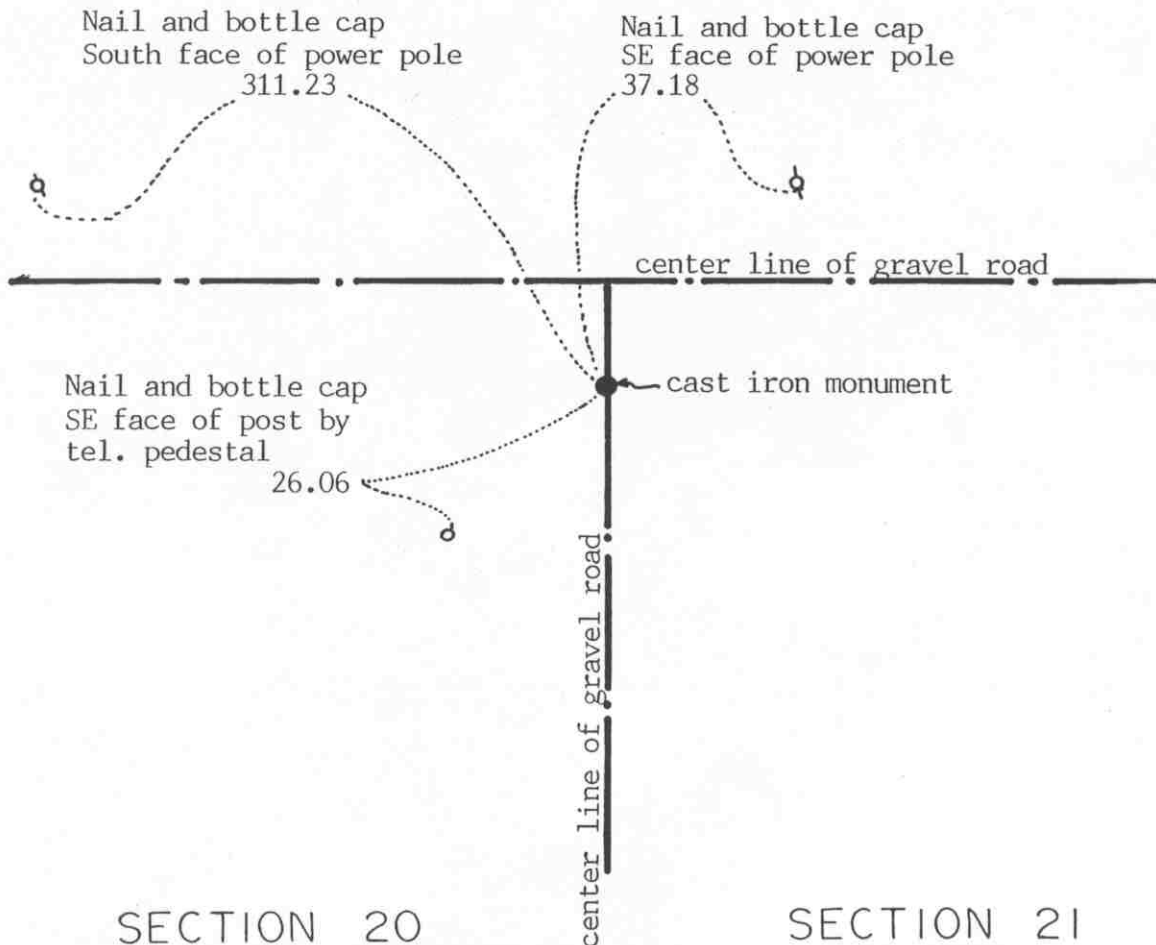 Nail and bottle cap
South face of power pole
311.23
Nail and bottle cap
SE face of power pole
37.18
center line of gravel road
cast iron monument
Nail and bottle cap
SE face of post by
tel. pedestal
26.06
center line of gravel road
SECTION 20
SECTION 21